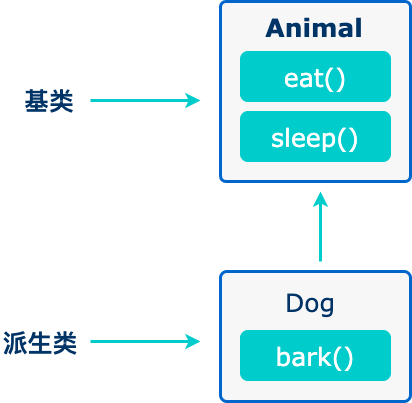 Animal
eat()
基类
sleep()
Dog
派生类
bark()